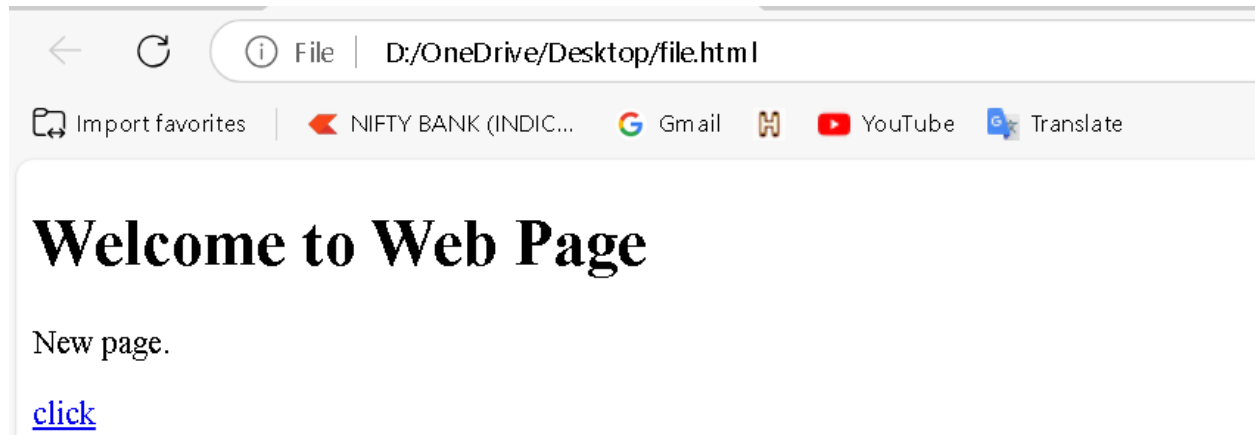 File D:/OneDrive/Desktop/file.html
Import favorites NIFTY BANK (INDIC... Gmail YouTube Translate
Welcome to Web Page
New page.
click